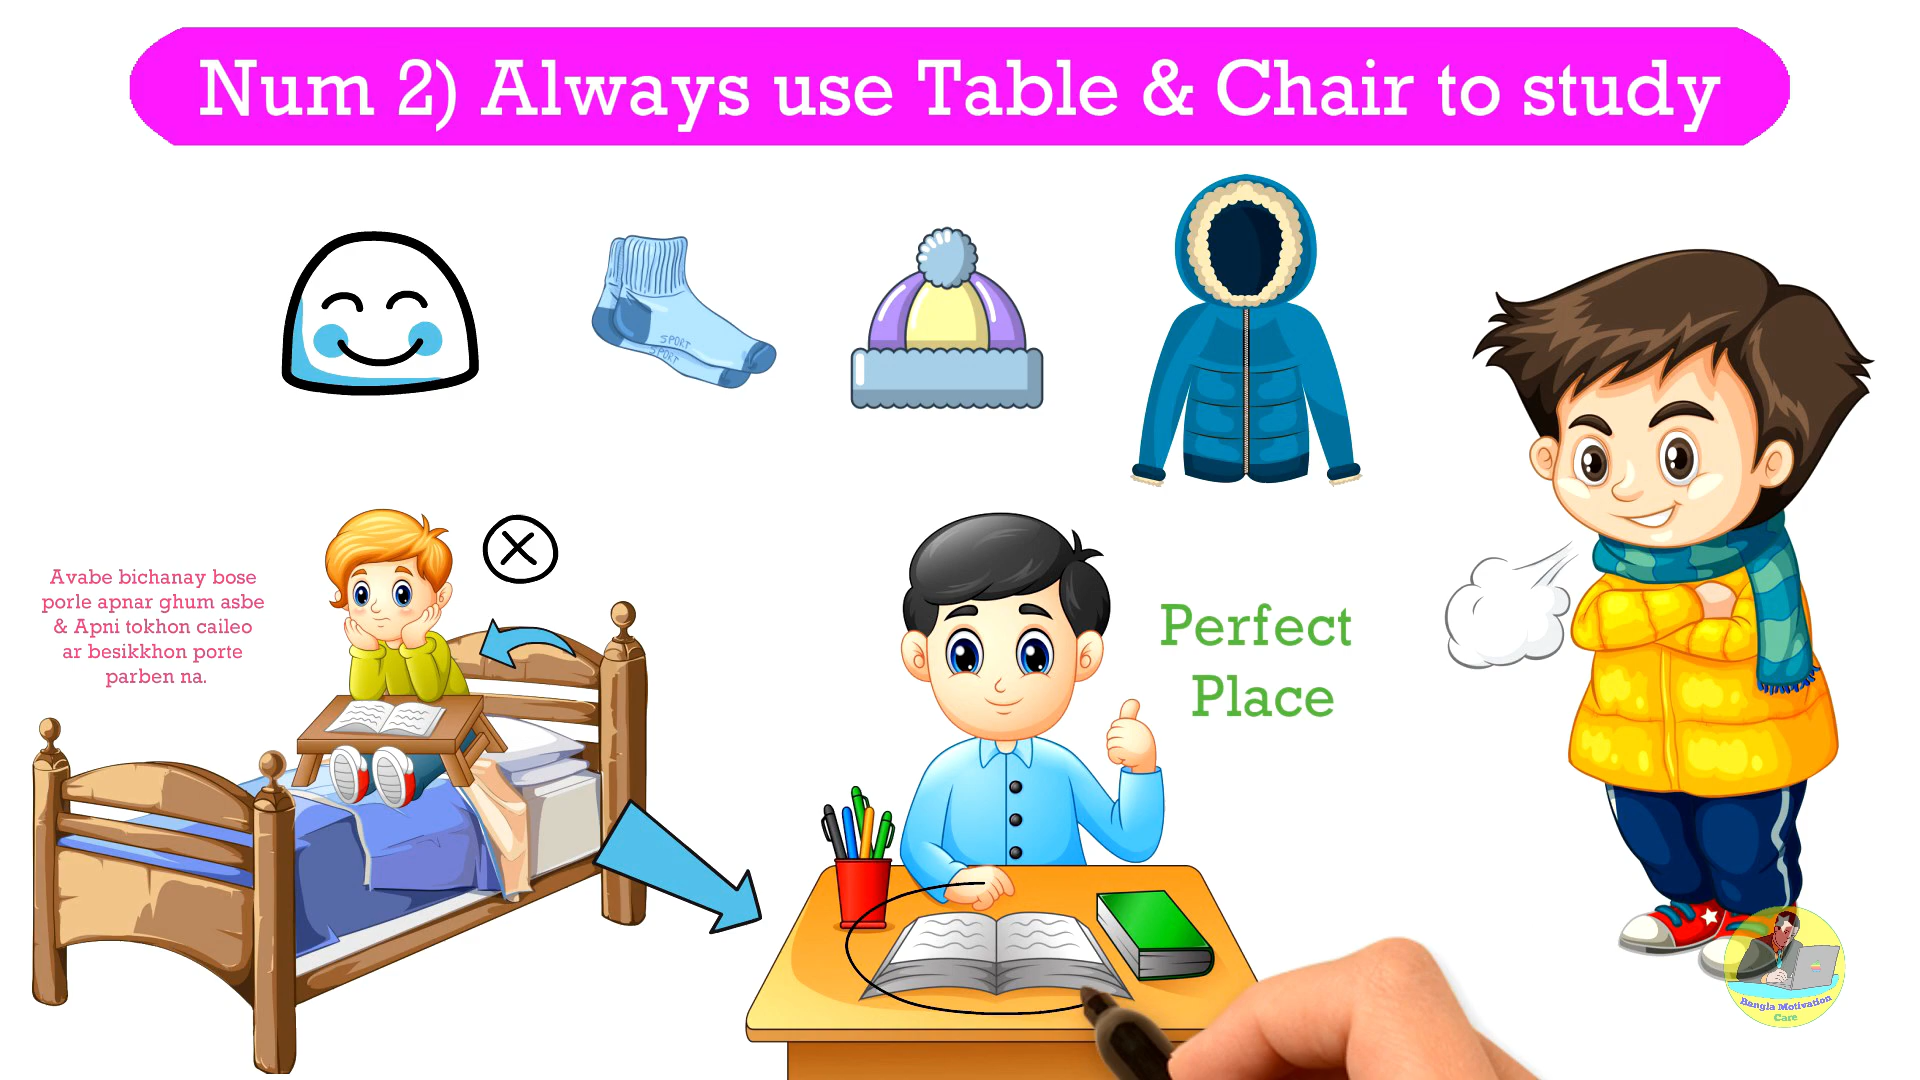 Num 2) Always use Table & Chair to study
SPORT
SPORT
Avabe bichanay bose
porle apnar ghum asbe
& Apni tokhon caileo
ar besikkhon porte
parben na.
Perfect
Place
Bangla Motivation
Care